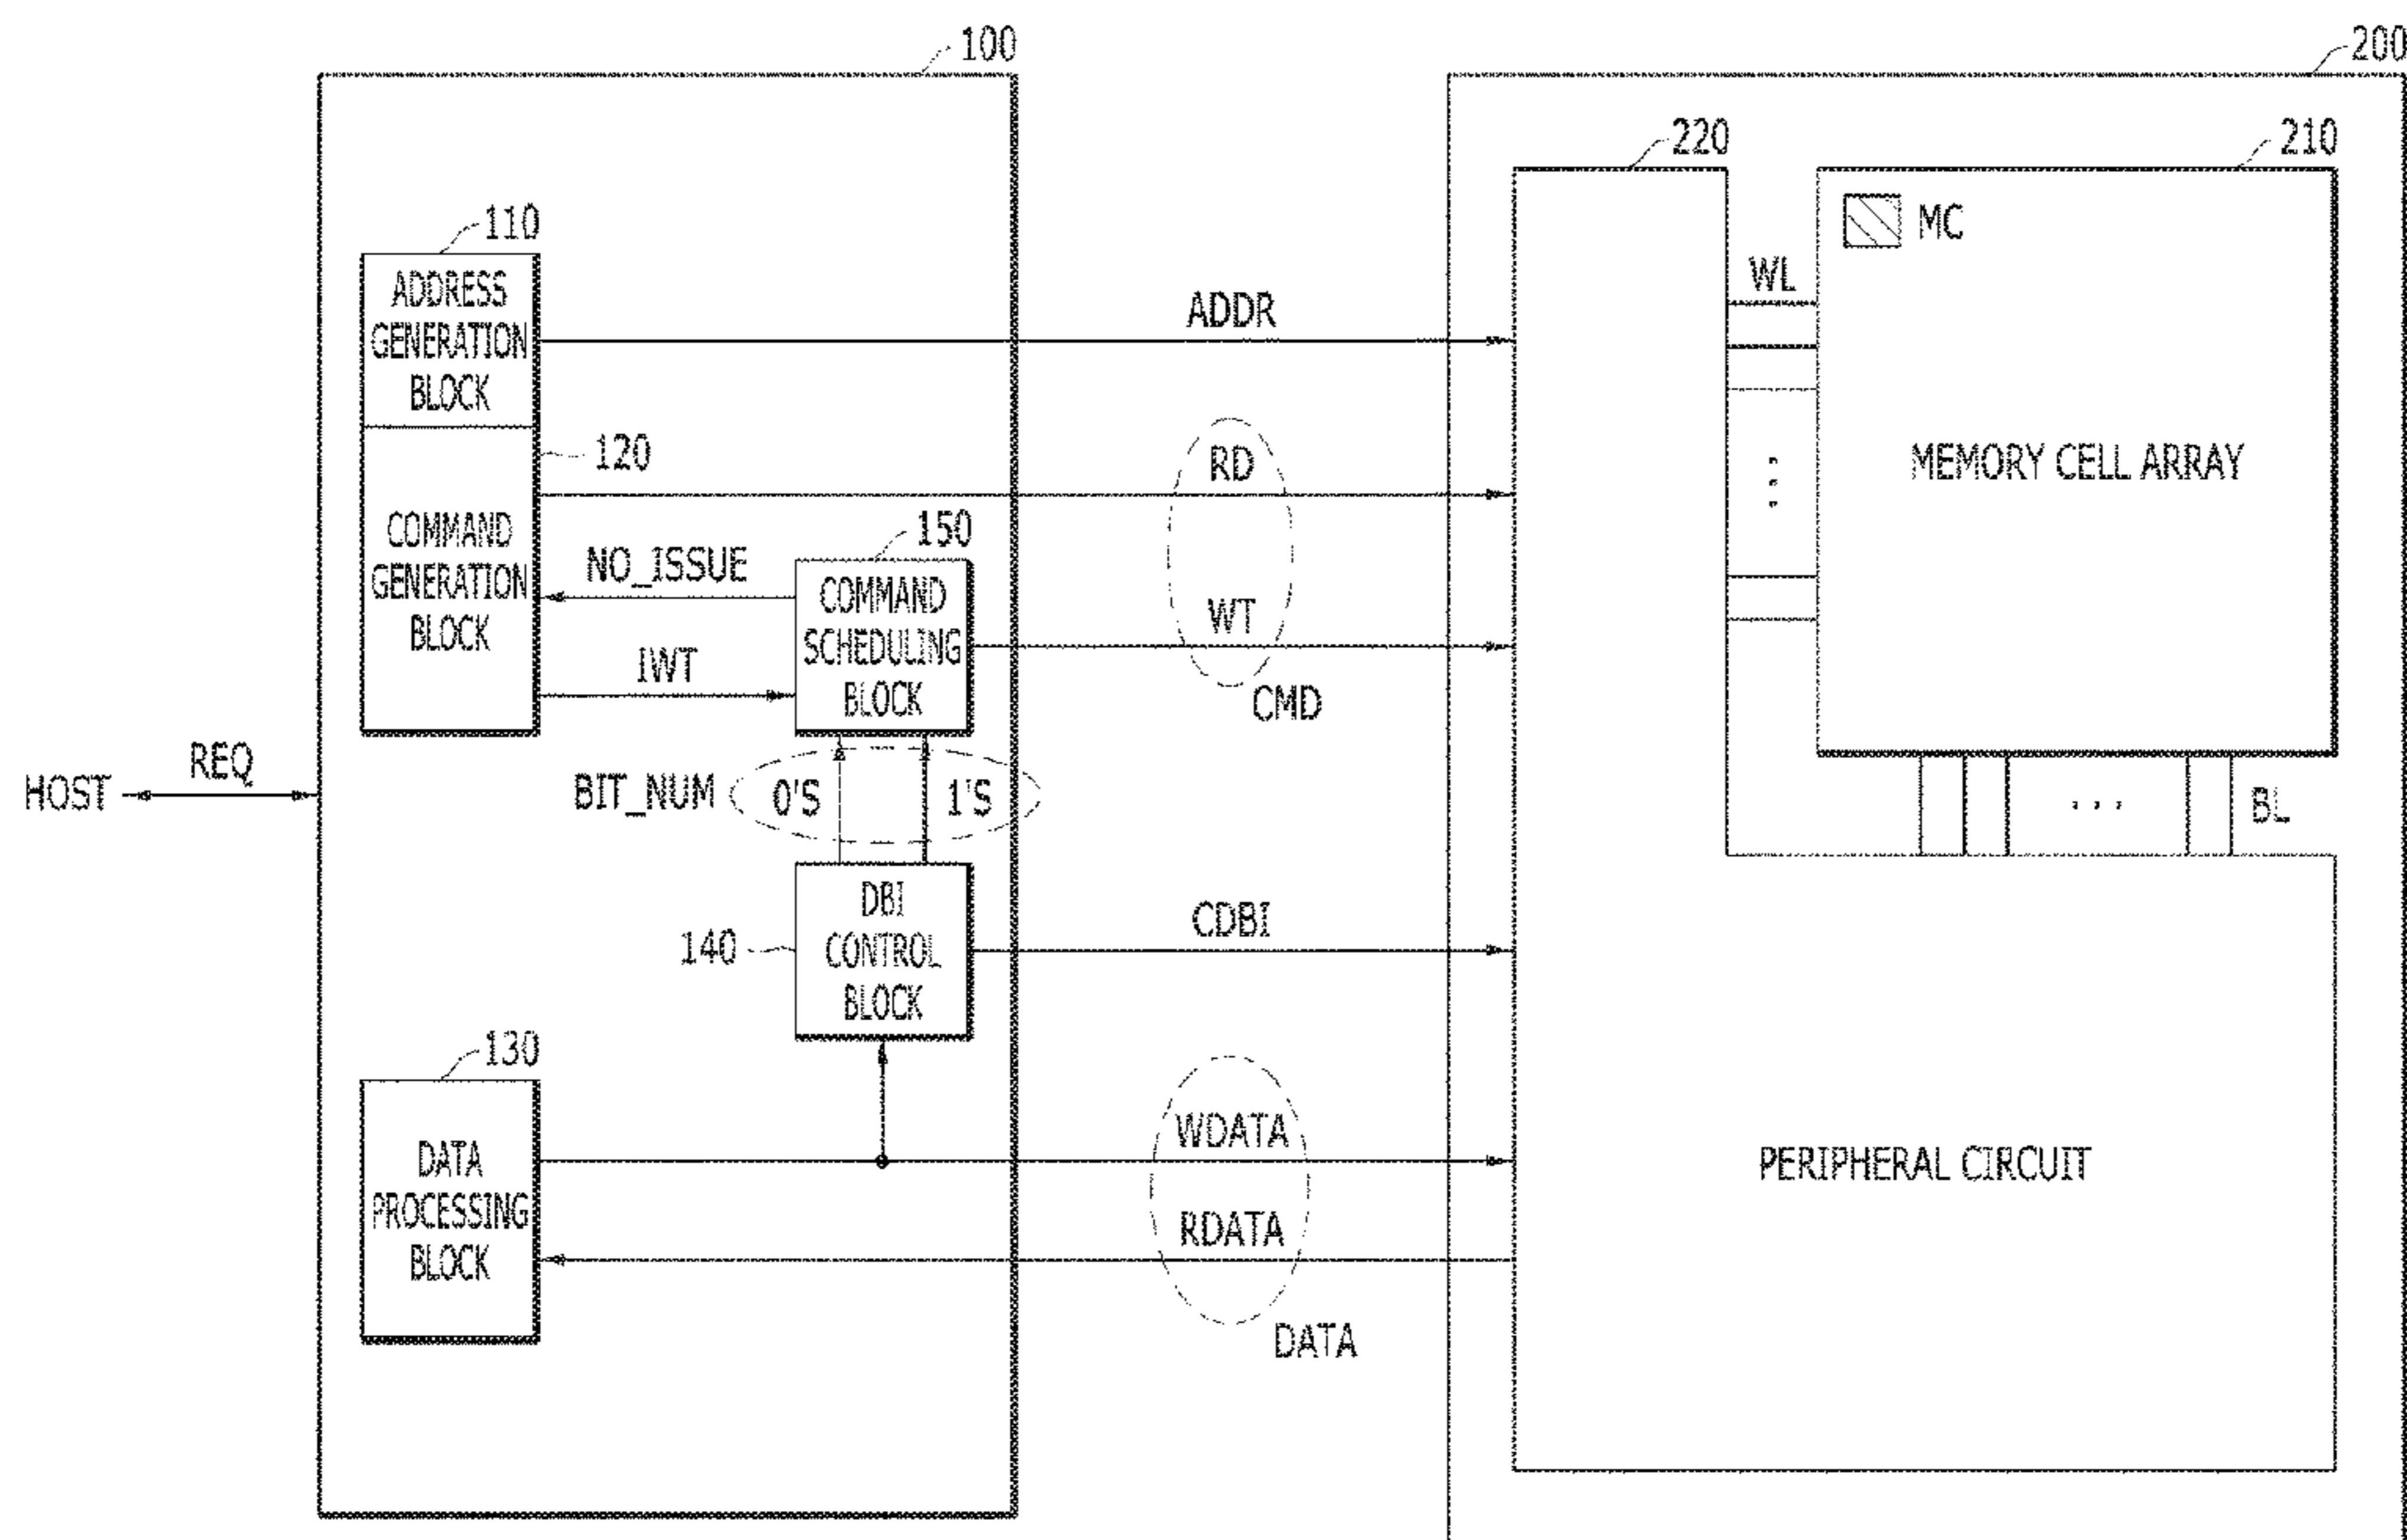 100
200
220
210
110
MC
ADDRESS
GENERATION
BLOCK
WL
ADDR
120
RD
MEMORY CELL ARRAY
150
COMMAND
GENERATION
BLOCK
NO_ISSUE
COMMAND
SCHEDULING
BLOCK
WT
IWT
CMD
REQ
HOST
BIT_NUM
0'S
1'S
BL
DBI
CONTROL
BLOCK
140
CDBI
130
DATA
PROCESSING
BLOCK
WDATA
PERIPHERAL CIRCUIT
RDATA
DATA